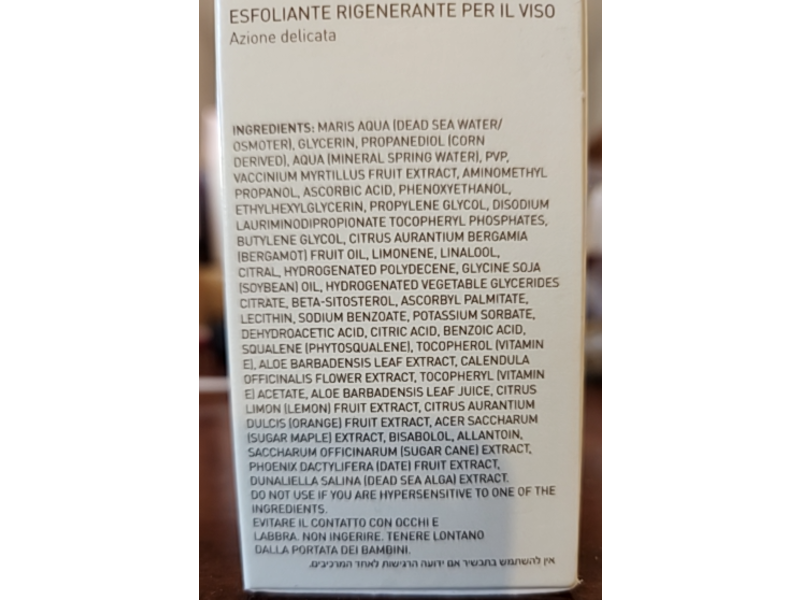 ESFOLIANTE RIGENERANTE PER IL VISO
Azione delicata
INGREDIENTS: MARIS AQUA (DEAD SEA WATER/
OSMOTER), GLYCERIN, PROPANEDIOL (CORN
DERIVED), AQUA (MINERAL SPRING WATER), PVP,
VACCINIUM MYRTILLUS FRUIT EXTRACT, AMINOMETHYL
PROPANOL, ASCORBIC ACID, PHENOXYETHANOL,
ETHYLHEXYLGLYCERIN, PROPYLENE GLYCOL, DISODIUM
LAURIMINODIPROPIONATE TOCOPHERYL PHOSPHATES,
BUTYLENE GLYCOL, CITRUS AURANTIUM BERGAMIA
(BERGAMOT) FRUIT OIL, LIMONENE, LINALOOL,
CITRAL, HYDROGENATED POLYDECENE, GLYCINE SOJA
(SOYBEAN) OIL, HYDROGENATED VEGETABLE GLYCERIDES
CITRATE, BETA-SITOSTEROL, ASCORBYL PALMITATE,
LECITHIN, SODIUM BENZOATE, POTASSIUM SORBATE,
DEHYDROACETIC ACID, CITRIC ACID, BENZOIC ACID,
SQUALENE (PHYTOSQUALENE), TOCOPHEROL (VITAMIN
E), ALOE BARBADENSIS LEAF EXTRACT, CALENDULA
OFFICINALIS FLOWER EXTRACT, TOCOPHERYL (VITAMIN
E) ACETATE, ALOE BARBADENSIS LEAF JUICE, CITRUS
LIMON (LEMON) FRUIT EXTRACT, CITRUS AURANTIUM
DULCIS (ORANGE) FRUIT EXTRACT, ACER SACCHARUM
(SUGAR MAPLE) EXTRACT, BISABOLOL, ALLANTOIN,
SACCHARUM OFFICINARUM (SUGAR CANE) EXTRACT,
PHOENIX DACTYLIFERA (DATE) FRUIT EXTRACT,
DUNALIELLA SALINA (DEAD SEA ALGA) EXTRACT.
DO NOT USE IF YOU ARE HYPERSENSITIVE TO ONE OF THE
INGREDIENTS.
EVITARE IL CONTATTO CON OCCHI E
LABBRA. NON INGERIRE. TENERE LONTANO
DALLA PORTATA DEI BAMBINI.
אין להשתמש בתכשיר אם ידועה הרגישות לאחד המרכיבים.